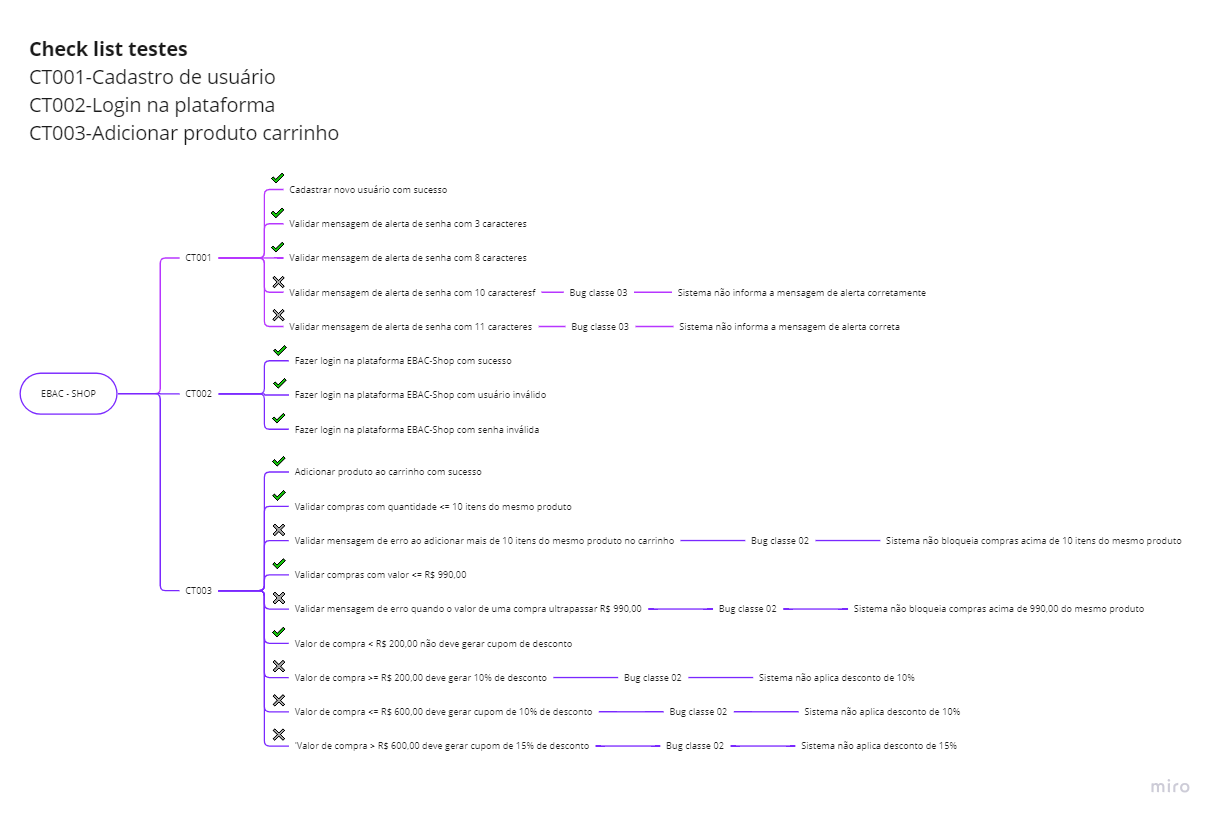 Check list testes
CT001-Cadastro de usuário
CT002-Login na plataforma
CT003-Adicionar produto carrinho
EBAC - SHOP
CT001
Cadastrar novo usuário com sucesso
Validar mensagem de alerta de senha com 3 caracteres
Validar mensagem de alerta de senha com 8 caracteres
Validar mensagem de alerta de senha com 10 caracteresf Bug classe 03 Sistema não informa a mensagem de alerta corretamente
Validar mensagem de alerta de senha com 11 caracteres Bug classe 03 Sistema não informa a mensagem de alerta correta
CT002
Fazer login na plataforma EBAC-Shop com sucesso
Fazer login na plataforma EBAC-Shop com usuário inválido
Fazer login na plataforma EBAC-Shop com senha inválida
CT003
Adicionar produto ao carrinho com sucesso
Validar compras com quantidade <= 10 itens do mesmo produto
Validar mensagem de erro ao adicionar mais de 10 itens do mesmo produto no carrinho Bug classe 02 Sistema não bloqueia compras acima de 10 itens do mesmo produto
Validar compras com valor <= R$ 990,00
Validar mensagem de erro quando o valor de uma compra ultrapassar R$ 990,00 Bug classe 02 Sistema não bloqueia compras acima de 990,00 do mesmo produto
Valor de compra < R$ 200,00 não deve gerar cupom de desconto
Valor de compra >= R$ 200,00 deve gerar 10% de desconto Bug classe 02 Sistema não aplica desconto de 10%
Valor de compra <= R$ 600,00 deve gerar cupom de 10% de desconto Bug classe 02 Sistema não aplica desconto de 10%
'Valor de compra > R$ 600,00 deve gerar cupom de 15% de desconto Bug classe 02 Sistema não aplica desconto de 15%
miro